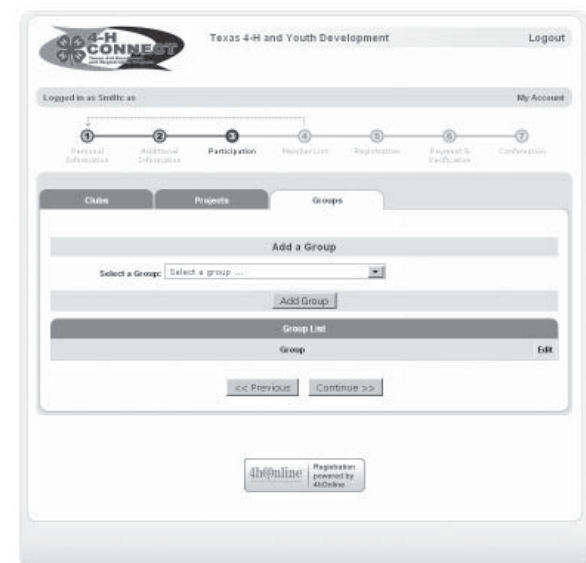 4-H
CONNECT
Texas 4-H and Youth Development
Logout
Logged in as Smith: as
My Account
1 2 3 4 5 6 7
Personal Information
Additional Information
Participation
Member List
Registration
Payment & Verification
Confirmation
Clubs
Projects
Groups
Add a Group
Select a Group: Select a group ...
Add Group
Group List
Group Edit
<< Previous Continue >>
4h@nline
Registration
powered by
4hOnline